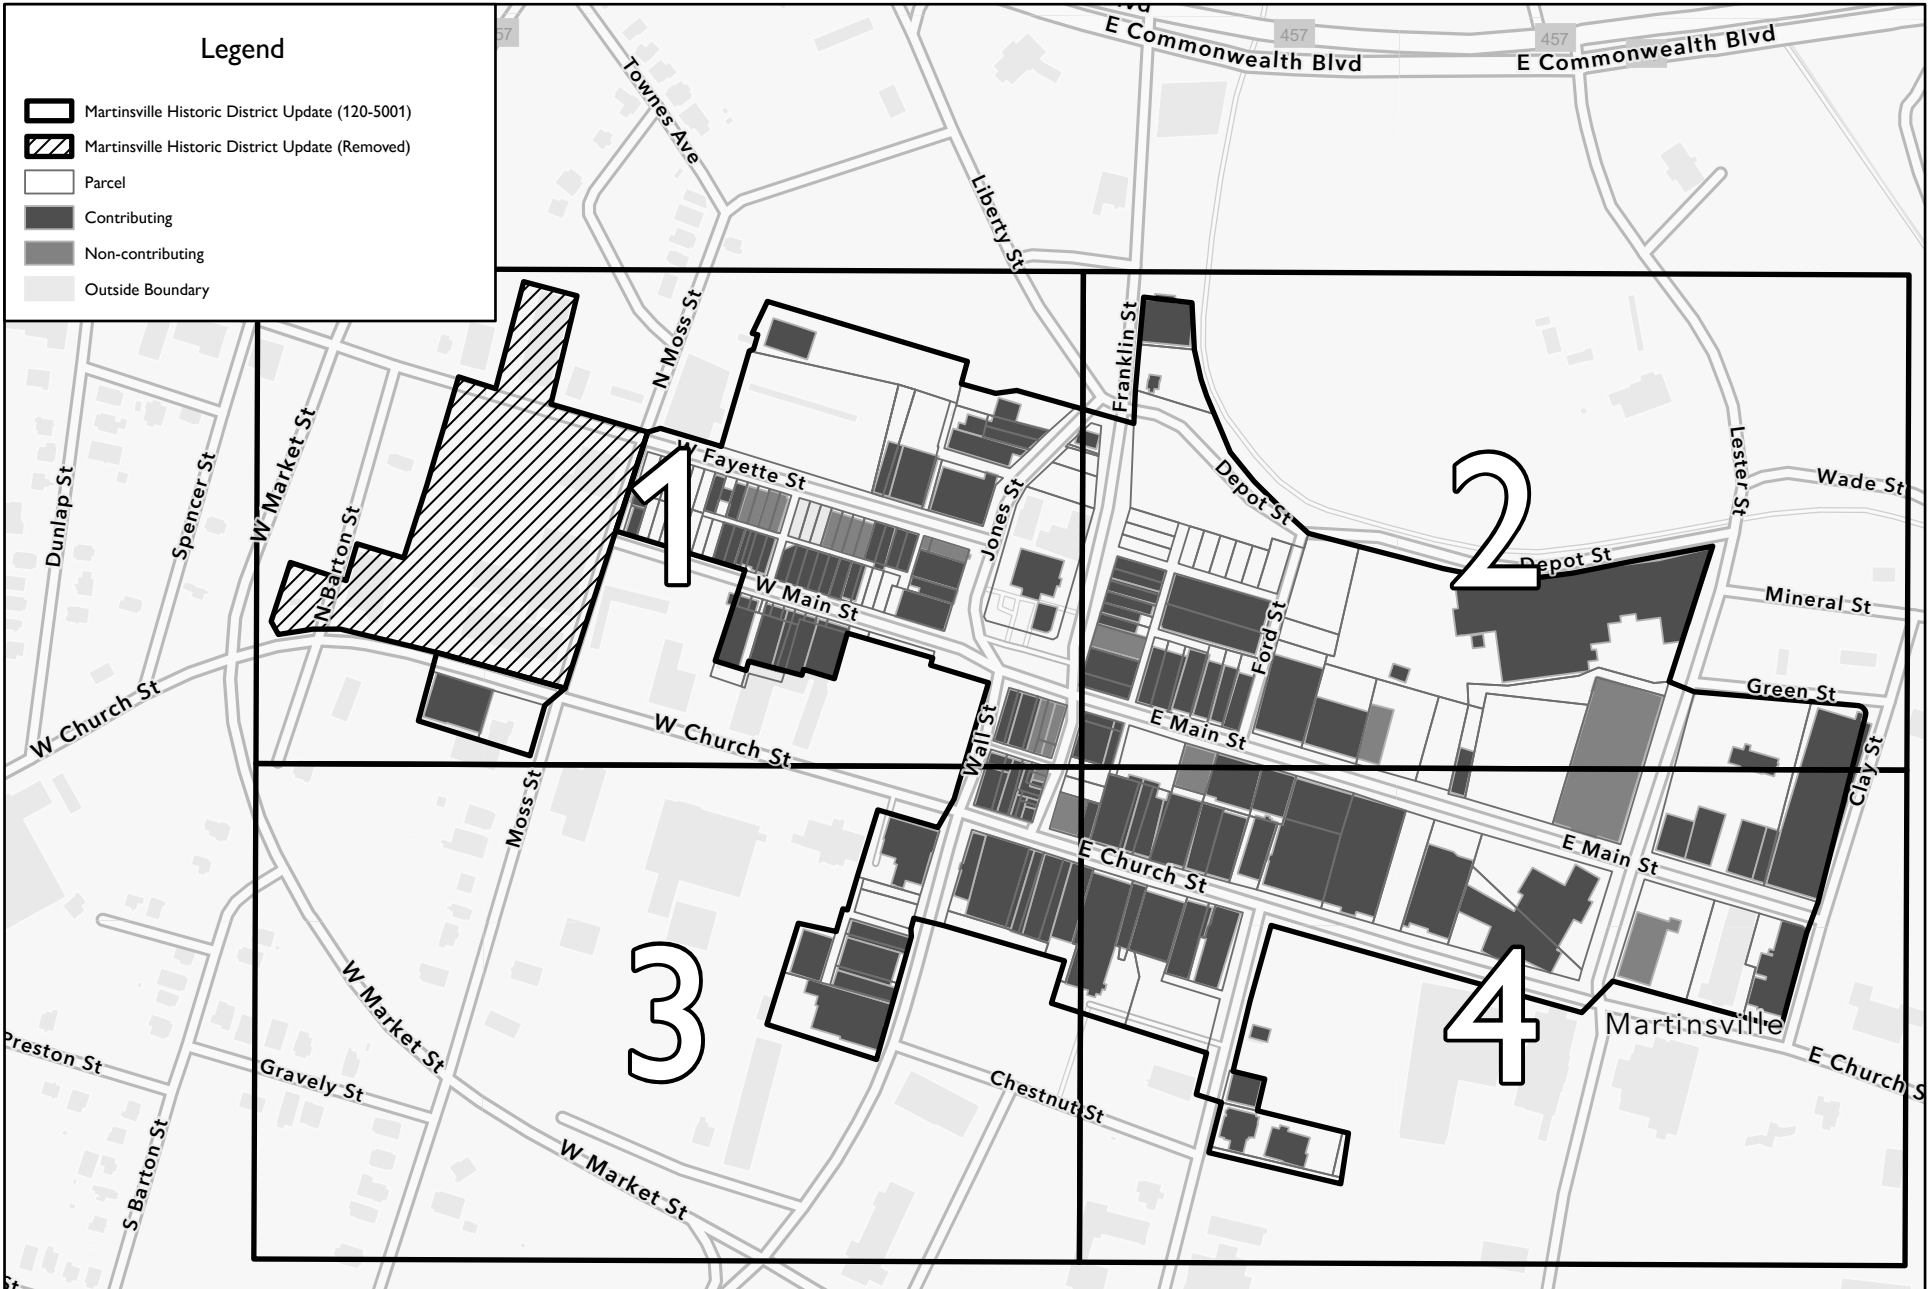 Legend
Martinsville Historic District Update (120-5001)
Martinsville Historic District Update (Removed)
Parcel
Contributing
Non-contributing
Outside Boundary
57
457
457
E Commonwealth Blvd
E Commonwealth Blvd
Townes Ave
Liberty St
Franklin St
N Moss St
W Fayette St
Jones St
Depot St
Depot St
Lester St
Wade St
Mineral St
Green St
Clay St
Ford St
Dunlap St
Spencer St
W Market St
N Barton St
W Church St
W Main St
W Church St
Wall St
E Main St
E Main St
Moss St
E Church St
E Church S
Martinsville
W Market St
W Market St
Preston St
Gravely St
S Barton St
Chestnut St
St
vd
1
2
3
4